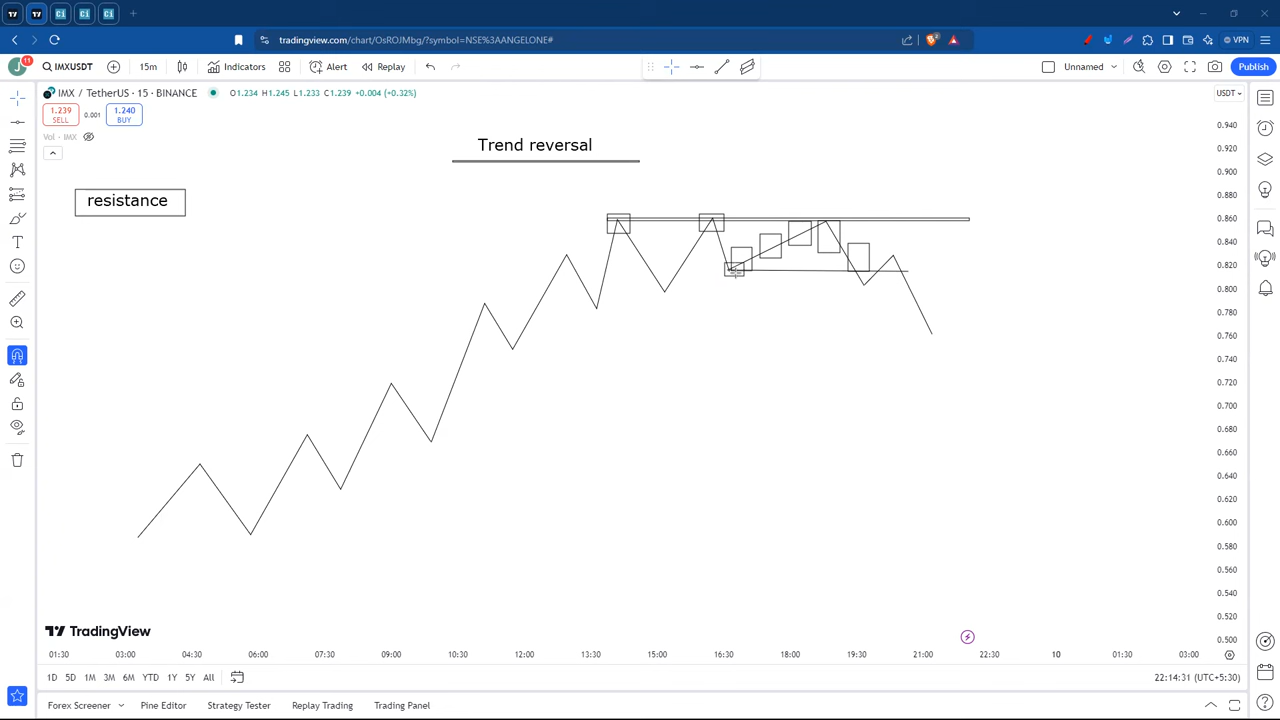 tradingview.com/chart/OsROJMbg/?symbol=NSE%3AANGELONE#
VPN
11
IMXUSDT
15m
Indicators
Alert
Replay
Unnamed
Publish
IMX / TetherUS · 15 · BINANCE
O1.234 H1.245 L1.233 C1.239 +0.004 (+0.32%)
USDT
1.239
SELL
0.001
1.240
BUY
Vol · IMX
Trend reversal
resistance
0.940
0.920
0.900
0.880
0.860
0.840
0.820
0.800
0.780
0.760
0.740
0.720
0.700
0.680
0.660
0.640
0.620
0.600
0.580
0.560
0.540
0.520
0.500
TradingView
01:30 03:00 04:30 06:00 07:30 09:00 10:30 12:00 13:30 15:00 16:30 18:00 19:30 21:00 22:30 10 01:30 03:00
1D 5D 1M 3M 6M YTD 1Y 5Y All
22:14:31 (UTC+5:30)
Forex Screener Pine Editor Strategy Tester Replay Trading Trading Panel